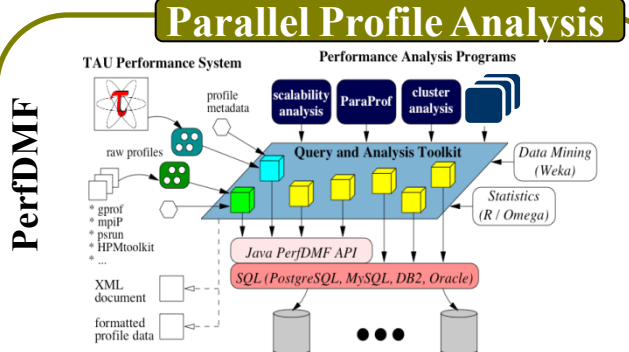 Parallel Profile Analysis
PerfDMF
TAU Performance System
Performance Analysis Programs
τ
profile
metadata
scalability
analysis
ParaProf
cluster
analysis
raw profiles
Query and Analysis Toolkit
Data Mining
(Weka)
Statistics
(R / Omega)
* gprof
* mpiP
* psrun
* HPMtoolkit
* ...
Java PerfDMF API
SQL (PostgreSQL, MySQL, DB2, Oracle)
XML
document
formatted
profile data